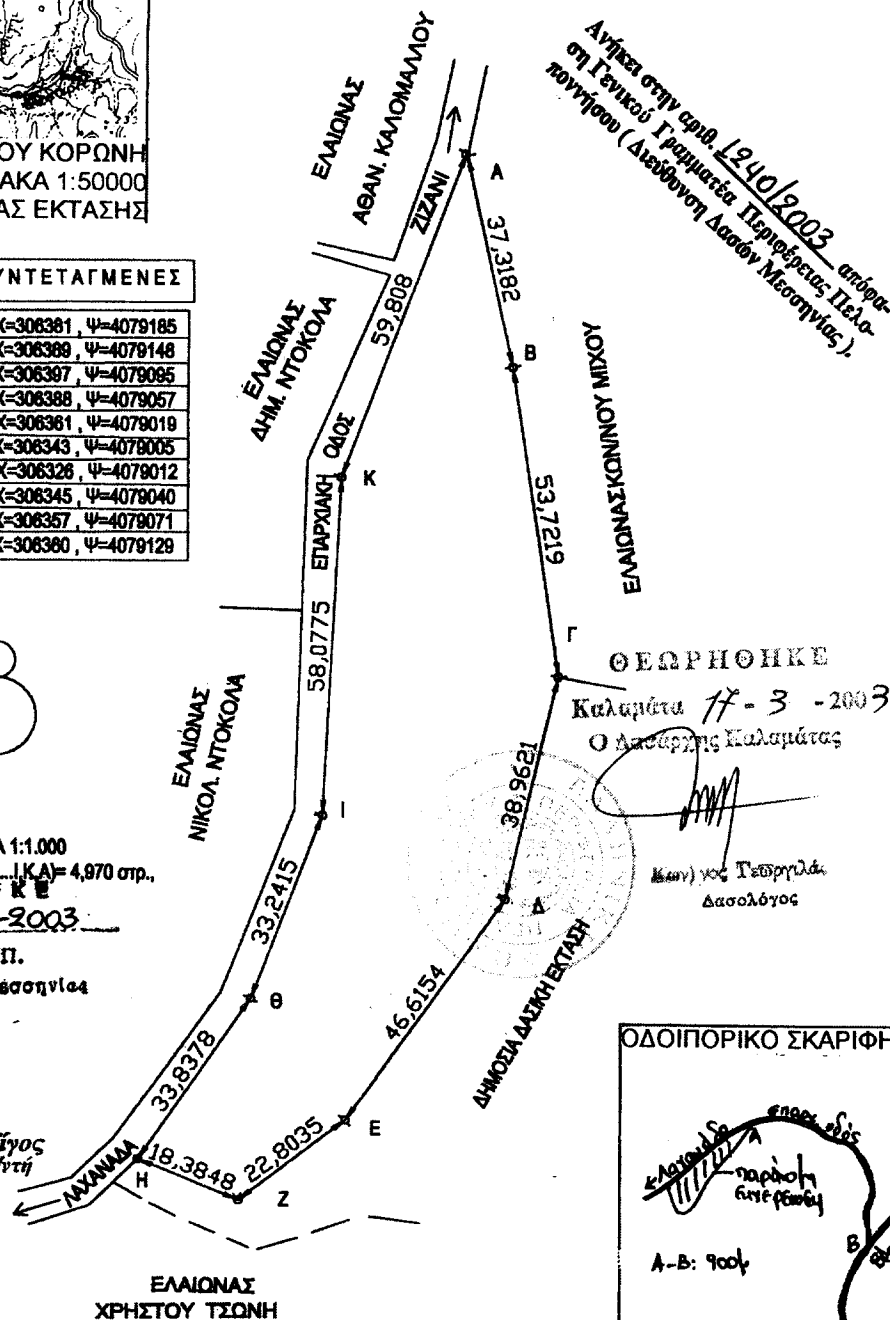 ΟΥ ΚΟΡΩΝΗ
ΑΚΑ 1:50000
ΑΣ ΕΚΤΑΣΗΣ
ΥΝΤΕΤΑΓΜΕΝΕΣ
Χ=306381 , Ψ=4079185
Χ=306389 , Ψ=4079148
Χ=306397 , Ψ=4079095
Χ=306388 , Ψ=4079057
Χ=306361 , Ψ=4079019
Χ=306343 , Ψ=4079005
Χ=306326 , Ψ=4079012
Χ=306345 , Ψ=4079040
Χ=306357 , Ψ=4079071
Χ=306360 , Ψ=4079129
Ανήκει στην αριθ. 1240/2003 απόφα-
ση Γενικού Γραμματέα Περιφέρειας Πελο-
ποννήσου ( Διεύθυνση Δασών Μεσσηνίας ).
ΕΛΑΙΩΝΑΣ
ΑΘΑΝ. ΚΑΛΟΜΑΛΛΟΥ
ΖΙΖΑΝΙ
Α
37,3182
59,808
Β
ΕΛΑΙΩΝΑΣ
ΔΗΜ. ΝΤΟΚΟΛΑ
ΕΛΑΙΩΝΑΣ ΚΩΝ/ΝΟΥ ΜΙΧΟΥ
ΕΠΑΡΧΙΑΚΗ ΟΔΟΣ
Κ
53,7219
58,0775
Γ
ΘΕΩΡΗΘΗΚΕ
Καλαμάτα 17-3-2003
Ο Δασάρχης Καλαμάτας
ΕΛΑΙΩΝΑΣ
ΝΙΚΟΛ. ΝΤΟΚΟΛΑ
38,9621
Ι
Δασολόγος
Α 1:1.000
...Ι,Κ,Α)= 4,970 στρ.,
-2003
Π.
εσσηνίας
33,2415
Δ
ΔΗΜΟΣΙΑ ΔΑΣΙΚΗ ΕΚΤΑΣΗ
Θ
46,6154
33,8378
Ε
22,8035
18,3848
Η
Ζ
ΛΑΧΑΝΑΔΑ
ΕΛΑΙΩΝΑΣ
ΧΡΗΣΤΟΥ ΤΣΩΝΗ
ΟΔΟΙΠΟΡΙΚΟ ΣΚΑΡΙΦΗ
Α
Β
Α-Β: 900μ